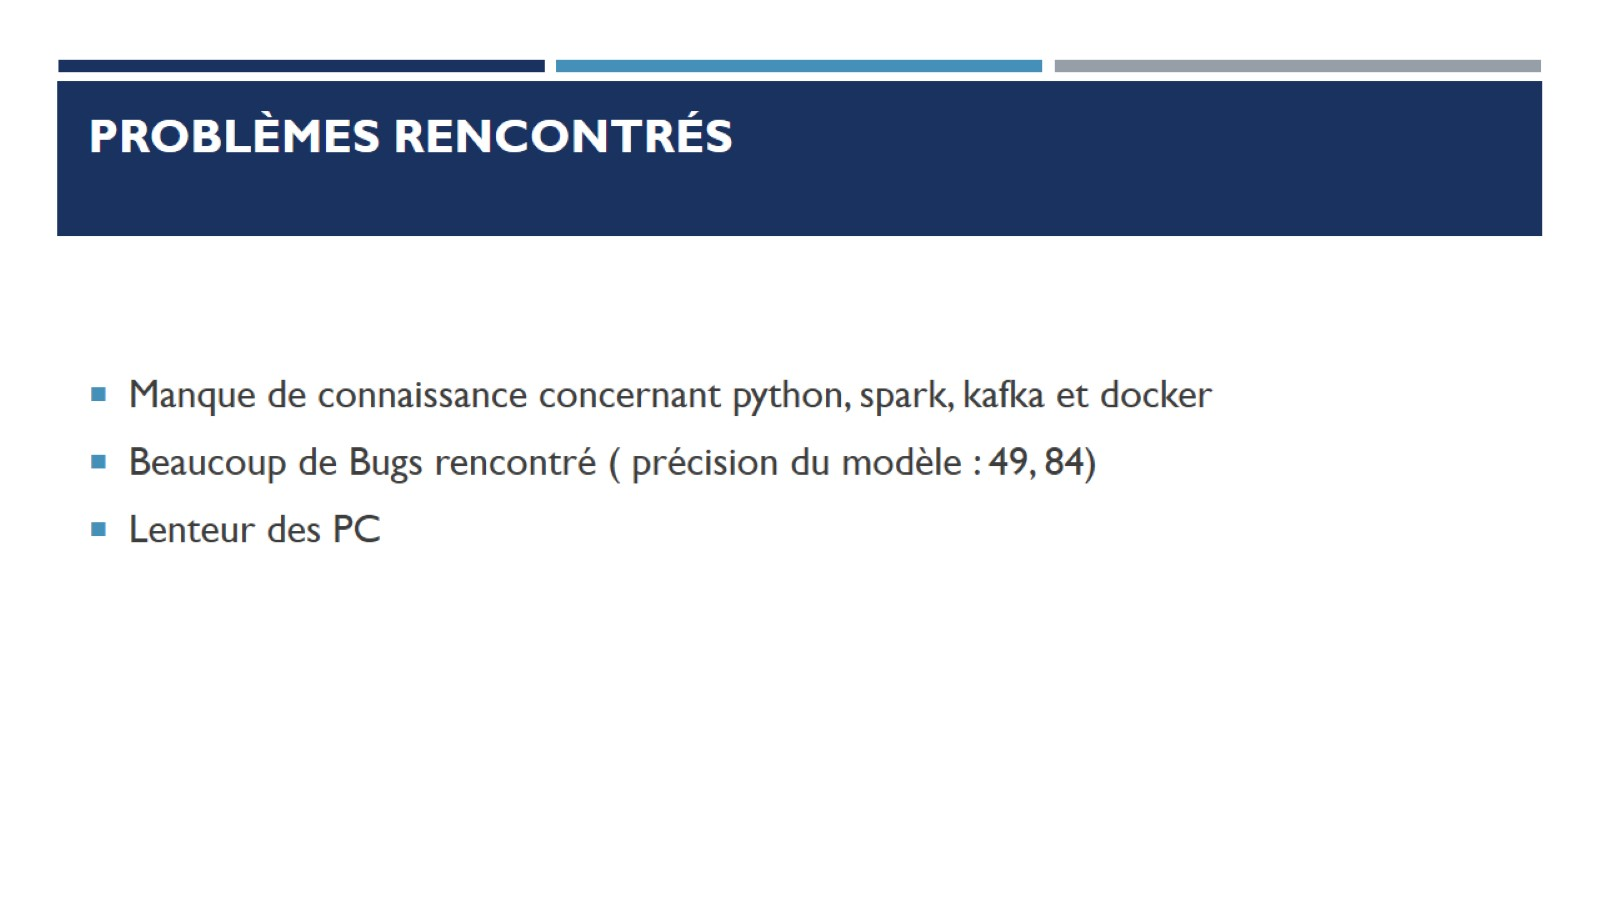 PROBLÈMES RENCONTRÉS
Manque de connaissance concernant python, spark, kafka et docker
Beaucoup de Bugs rencontré ( précision du modèle : 49, 84)
Lenteur des PC